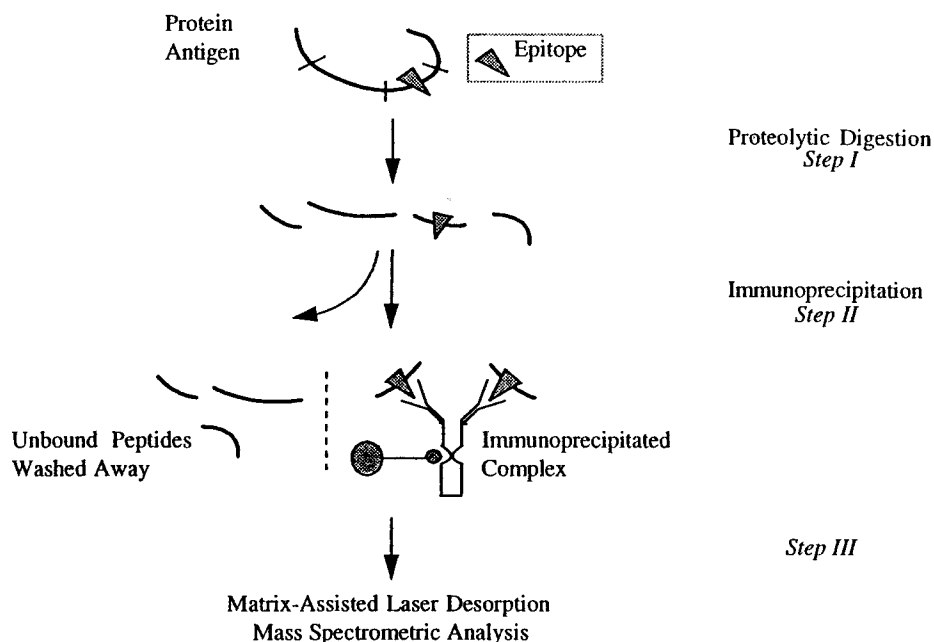 Protein
Antigen
Epitope
Proteolytic Digestion
Step I
Immunoprecipitation
Step II
Unbound Peptides
Washed Away
Immunoprecipitated
Complex
Step III
Matrix-Assisted Laser Desorption
Mass Spectrometric Analysis